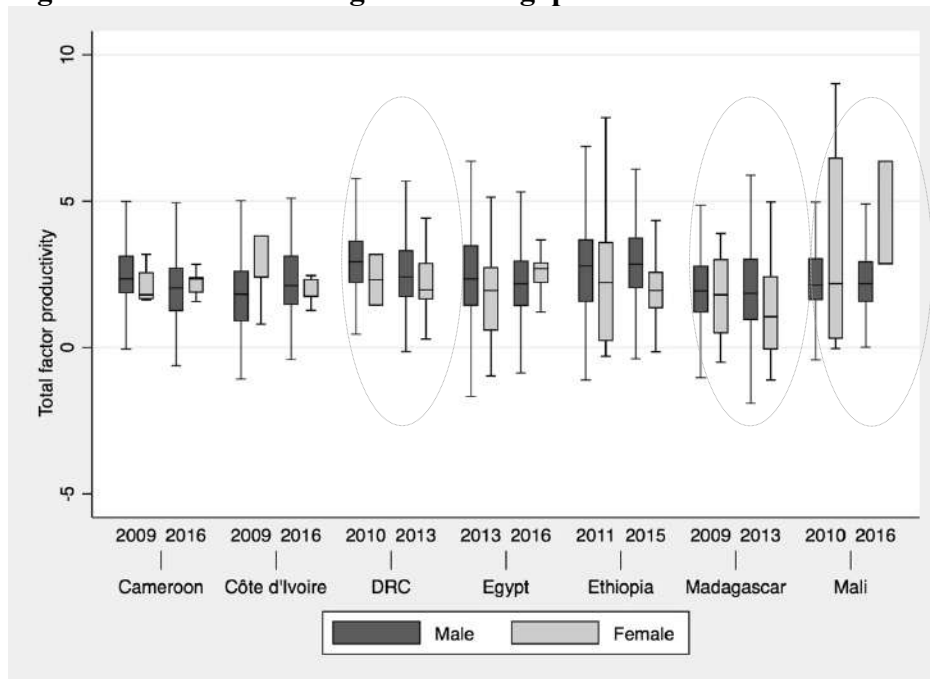 10
5
0
-5
Total factor productivity
2009 2016 2009 2016 2010 2013 2013 2016 2011 2015 2009 2013 2010 2016
Cameroon Côte d'Ivoire DRC Egypt Ethiopia Madagascar Mali
Male Female